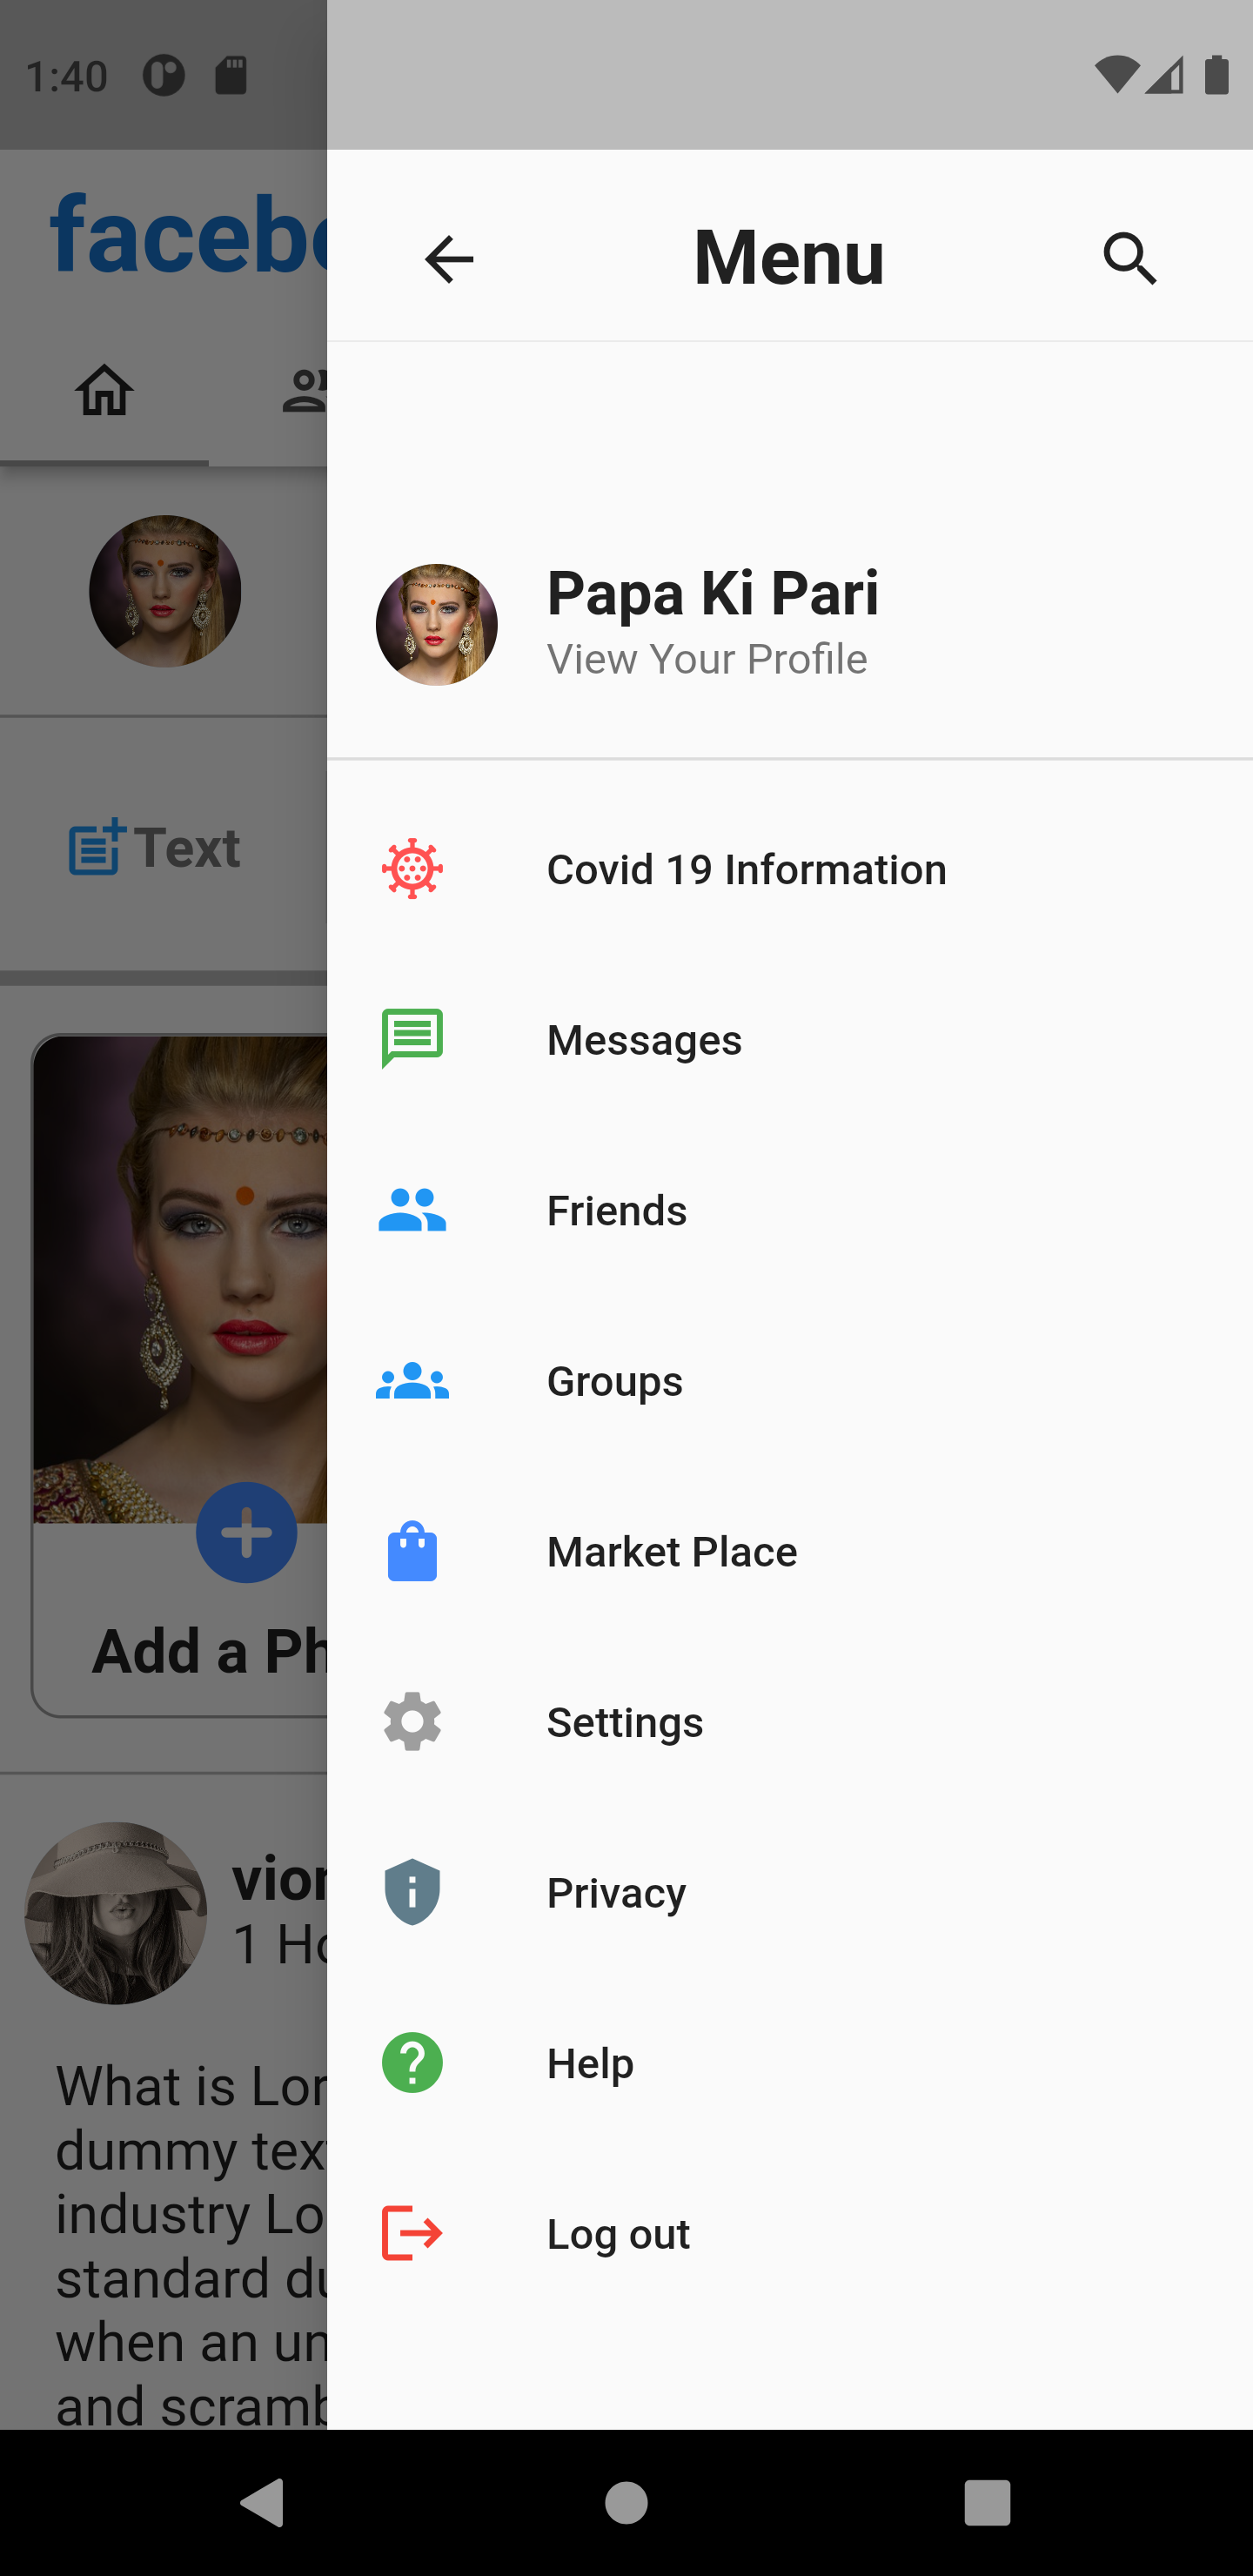 1:40
facebo
Menu
Papa Ki Pari
View Your Profile
Text
Covid 19 Information
Messages
Friends
Groups
Market Place
Add a Ph
Settings
vior
1 Ho
Privacy
What is Lor
dummy text
industry Lo
standard du
when an un
and scramb
Help
Log out